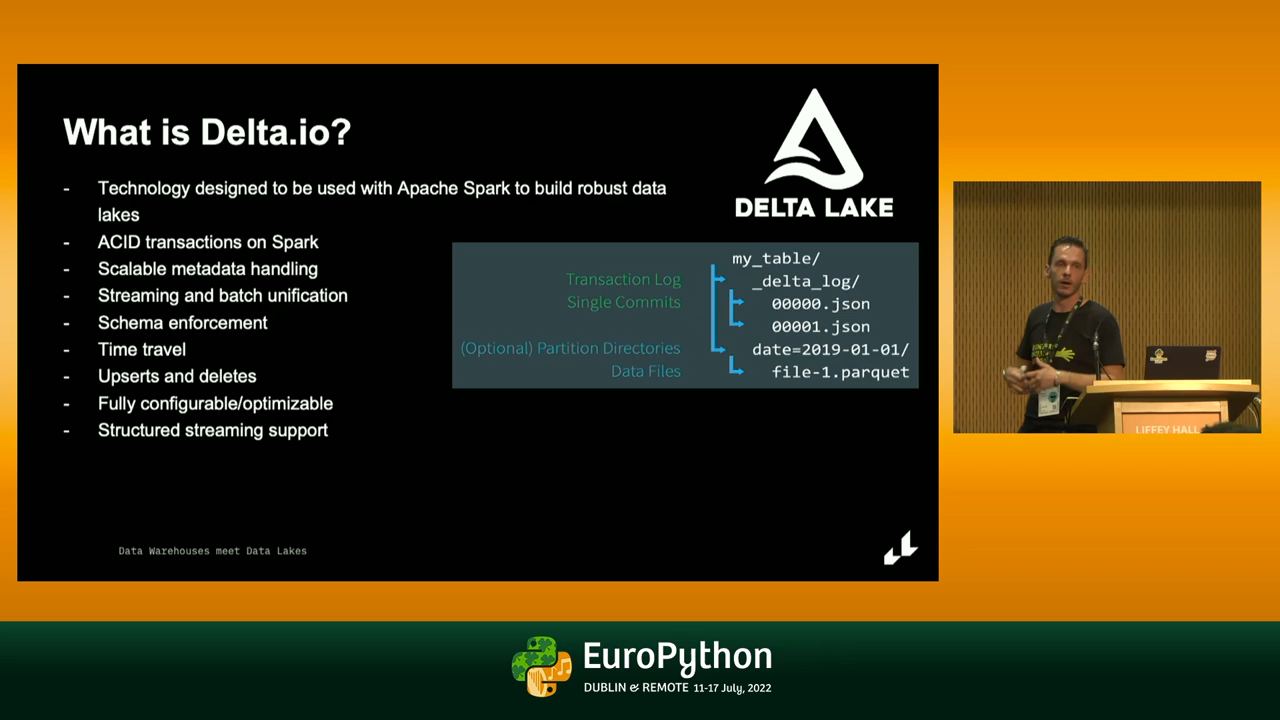 What is Delta.io?
- Technology designed to be used with Apache Spark to build robust data
lakes
- ACID transactions on Spark
- Scalable metadata handling
- Streaming and batch unification
- Schema enforcement
- Time travel
- Upserts and deletes
- Fully configurable/optimizable
- Structured streaming support
DELTA LAKE
my_table/
Transaction Log
_delta_log/
Single Commits
00000.json
00001.json
(Optional) Partition Directories
date=2019-01-01/
Data Files
file-1.parquet
Data Warehouses meet Data Lakes
LIFFEY HALL
EuroPython
DUBLIN & REMOTE 11-17 July, 2022